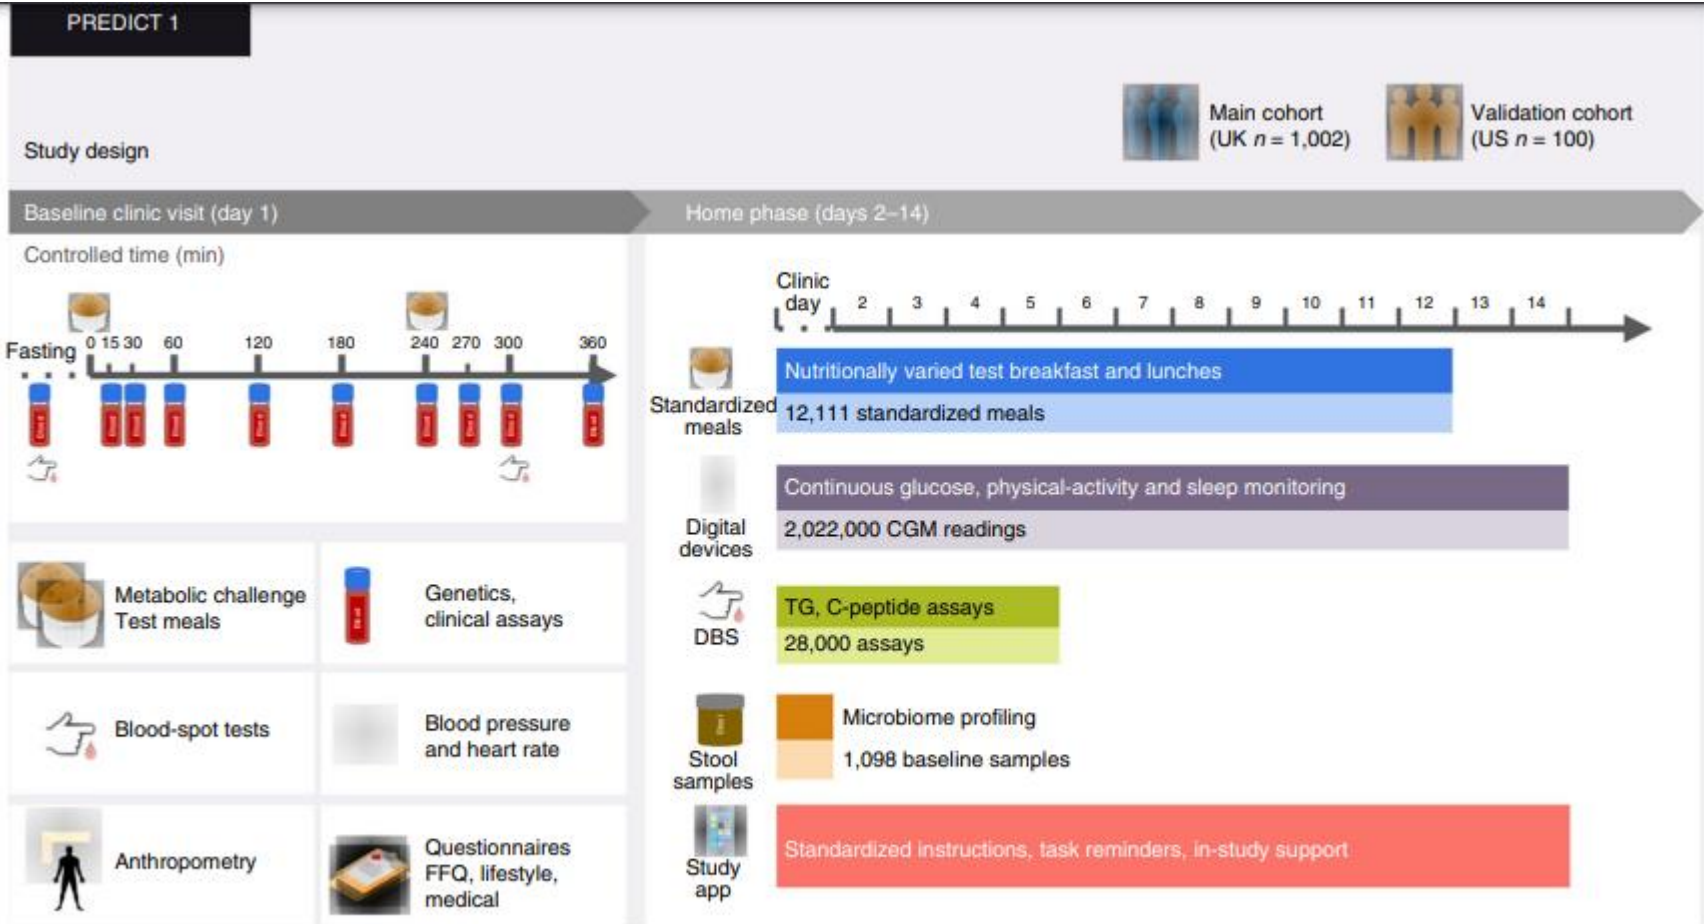 PREDICT 1
Study design
Main cohort
(UK n = 1,002)
Validation cohort
(US n = 100)
Baseline clinic visit (day 1)
Home phase (days 2–14)
Controlled time (min)
Fasting
0 15 30 60 120 180 240 270 300 360
Metabolic challenge
Test meals
Genetics,
clinical assays
Blood-spot tests
Blood pressure
and heart rate
Anthropometry
Questionnaires
FFQ, lifestyle,
medical
Clinic
day 2 3 4 5 6 7 8 9 10 11 12 13 14
Standardized
meals
Nutritionally varied test breakfast and lunches
12,111 standardized meals
Digital
devices
Continuous glucose, physical-activity and sleep monitoring
2,022,000 CGM readings
DBS
TG, C-peptide assays
28,000 assays
Stool
samples
Microbiome profiling
1,098 baseline samples
Study
app
Standardized instructions, task reminders, in-study support